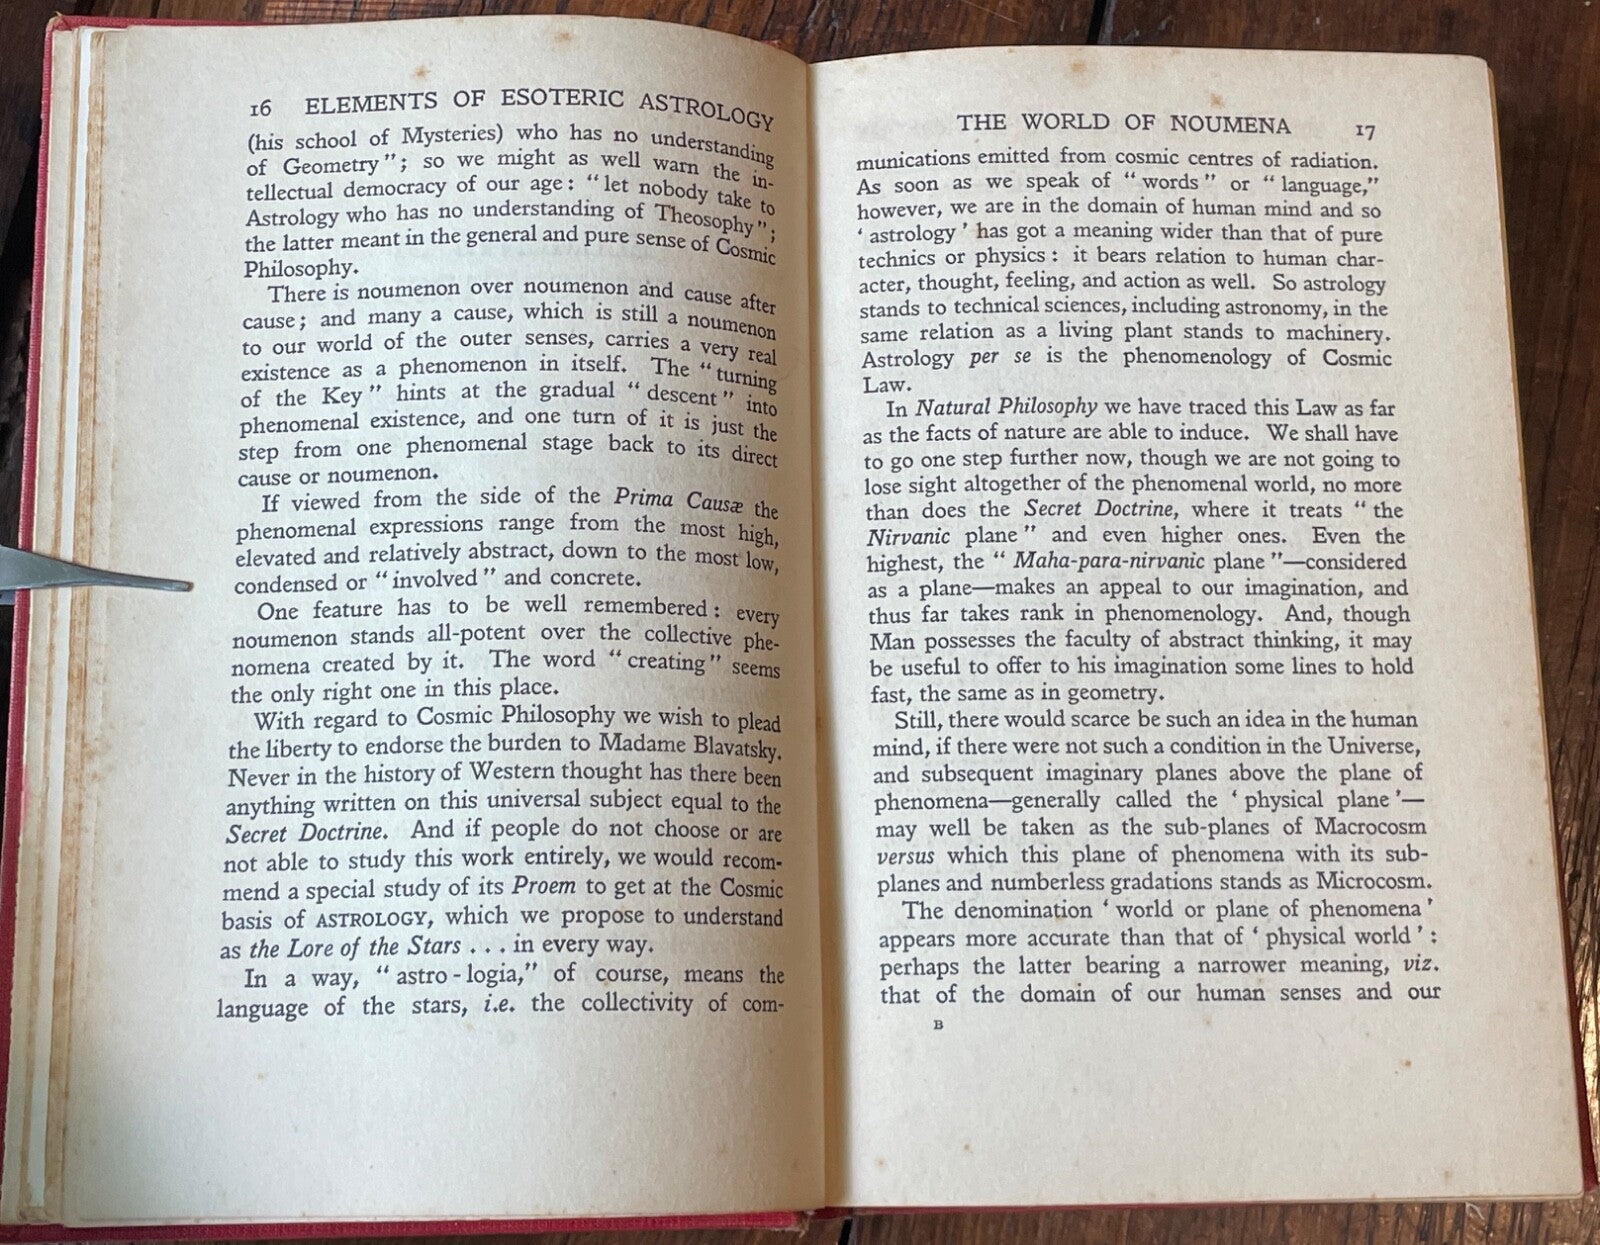 16 ELEMENTS OF ESOTERIC ASTROLOGY
(his school of Mysteries) who has no understanding
of Geometry"; so we might as well warn the in-
tellectual democracy of our age: "let nobody take to
Astrology who has no understanding of Theosophy";
the latter meant in the general and pure sense of Cosmic
Philosophy.
There is noumenon over noumenon and cause after
cause; and many a cause, which is still a noumenon
to our world of the outer senses, carries a very real
existence as a phenomenon in itself. The "turning
of the Key" hints at the gradual "descent" into
phenomenal existence, and one turn of it is just the
step from one phenomenal stage back to its direct
cause or noumenon.
If viewed from the side of the Prima Causæ the
phenomenal expressions range from the most high,
elevated and relatively abstract, down to the most low,
condensed or "involved" and concrete.
One feature has to be well remembered: every
noumenon stands all-potent over the collective phe-
nomena created by it. The word "creating" seems
the only right one in this place.
With regard to Cosmic Philosophy we wish to plead
the liberty to endorse the burden to Madame Blavatsky.
Never in the history of Western thought has there been
anything written on this universal subject equal to the
Secret Doctrine. And if people do not choose or are
not able to study this work entirely, we would recom-
mend a special study of its Proem to get at the Cosmic
basis of ASTROLOGY, which we propose to understand
as the Lore of the Stars . . . in every way.
In a way, "astro-logia," of course, means the
language of the stars, i.e. the collectivity of com-
THE WORLD OF NOUMENA 17
munications emitted from cosmic centres of radiation.
As soon as we speak of "words" or "language,"
however, we are in the domain of human mind and so
'astrology' has got a meaning wider than that of pure
technics or physics: it bears relation to human char-
acter, thought, feeling, and action as well. So astrology
stands to technical sciences, including astronomy, in the
same relation as a living plant stands to machinery.
Astrology per se is the phenomenology of Cosmic
Law.
In Natural Philosophy we have traced this Law as far
as the facts of nature are able to induce. We shall have
to go one step further now, though we are not going to
lose sight altogether of the phenomenal world, no more
than does the Secret Doctrine, where it treats "the
Nirvanic plane" and even higher ones. Even the
highest, the "Maha-para-nirvanic plane"—considered
as a plane—makes an appeal to our imagination, and
thus far takes rank in phenomenology. And, though
Man possesses the faculty of abstract thinking, it may
be useful to offer to his imagination some lines to hold
fast, the same as in geometry.
Still, there would scarce be such an idea in the human
mind, if there were not such a condition in the Universe,
and subsequent imaginary planes above the plane of
phenomena—generally called the 'physical plane'—
may well be taken as the sub-planes of Macrocosm
versus which this plane of phenomena with its sub-
planes and numberless gradations stands as Microcosm.
The denomination 'world or plane of phenomena'
appears more accurate than that of 'physical world':
perhaps the latter bearing a narrower meaning, viz.
that of the domain of our human senses and our
B